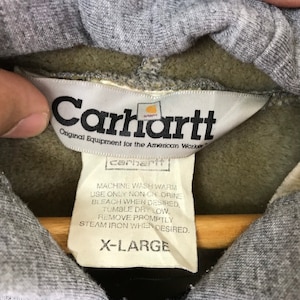 Carhartt
Original Equipment for the American Worker
carhartt
MACHINE WASH WARM
USE ONLY NON-CHLORINE
BLEACH WHEN DESIRED.
TUMBLE DRY LOW.
REMOVE PROMPTLY
STEAM IRON WHEN DESIRED.
X-LARGE